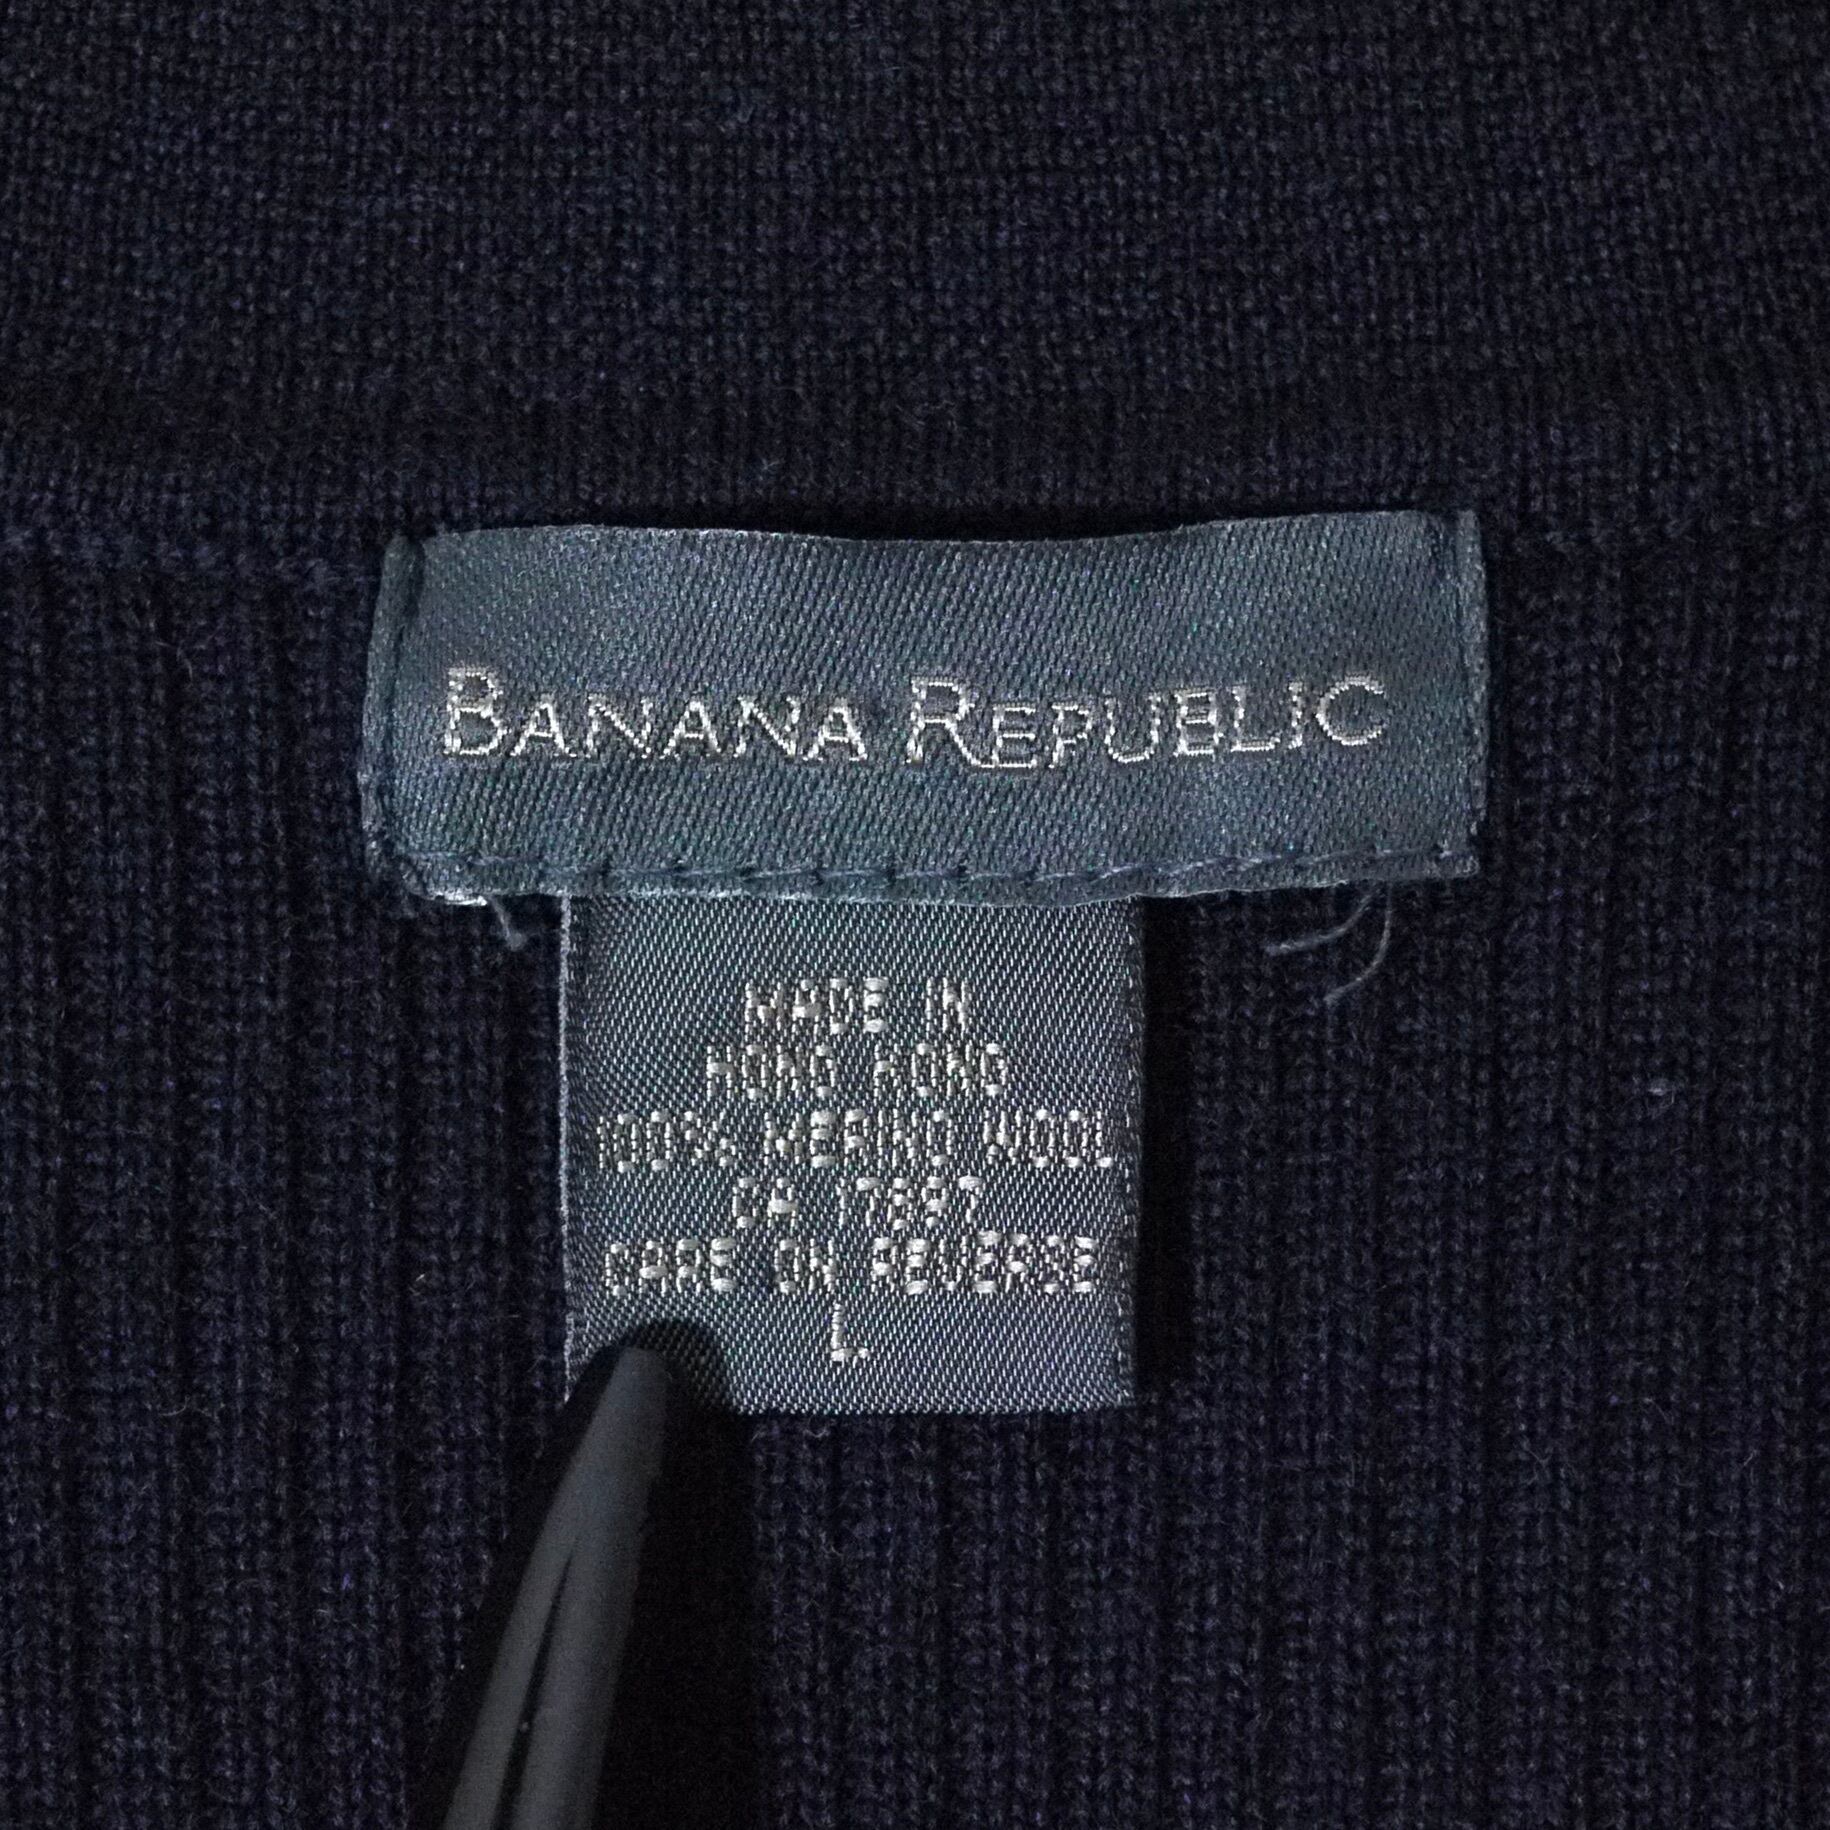 BANANA REPUBLIC
MADE IN
HONG KONG
100% MERINO WOOL
CA 17897
CARE ON REVERSE
L